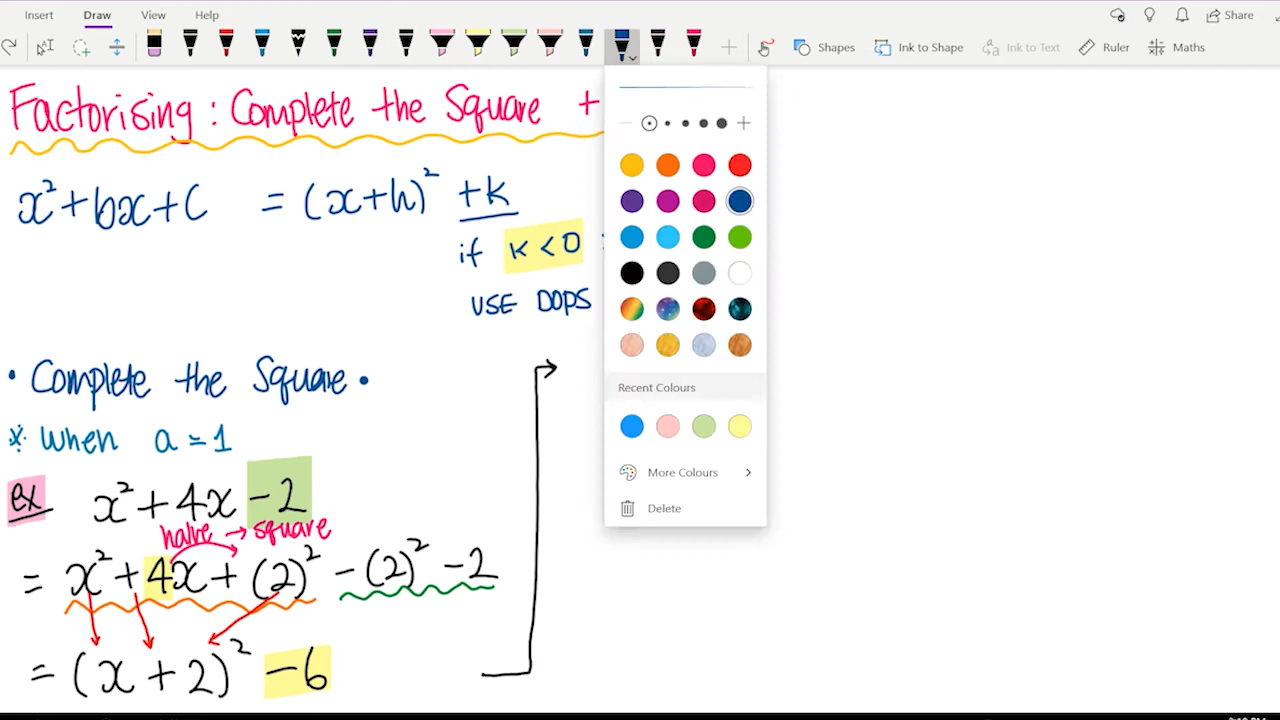 Insert Draw View Help Share
Shapes Ink to Shape Ink to Text Ruler Maths
Factorising : Complete the Square +
x² + bx + C = (x+h)² + k
if k < 0
USE DOPS
• Complete the Square •
* When a = 1
ex x² + 4x - 2
halve → square
= x² + 4x + (2)² - (2)² - 2
= (x + 2)² - 6
Recent Colours
More Colours
Delete